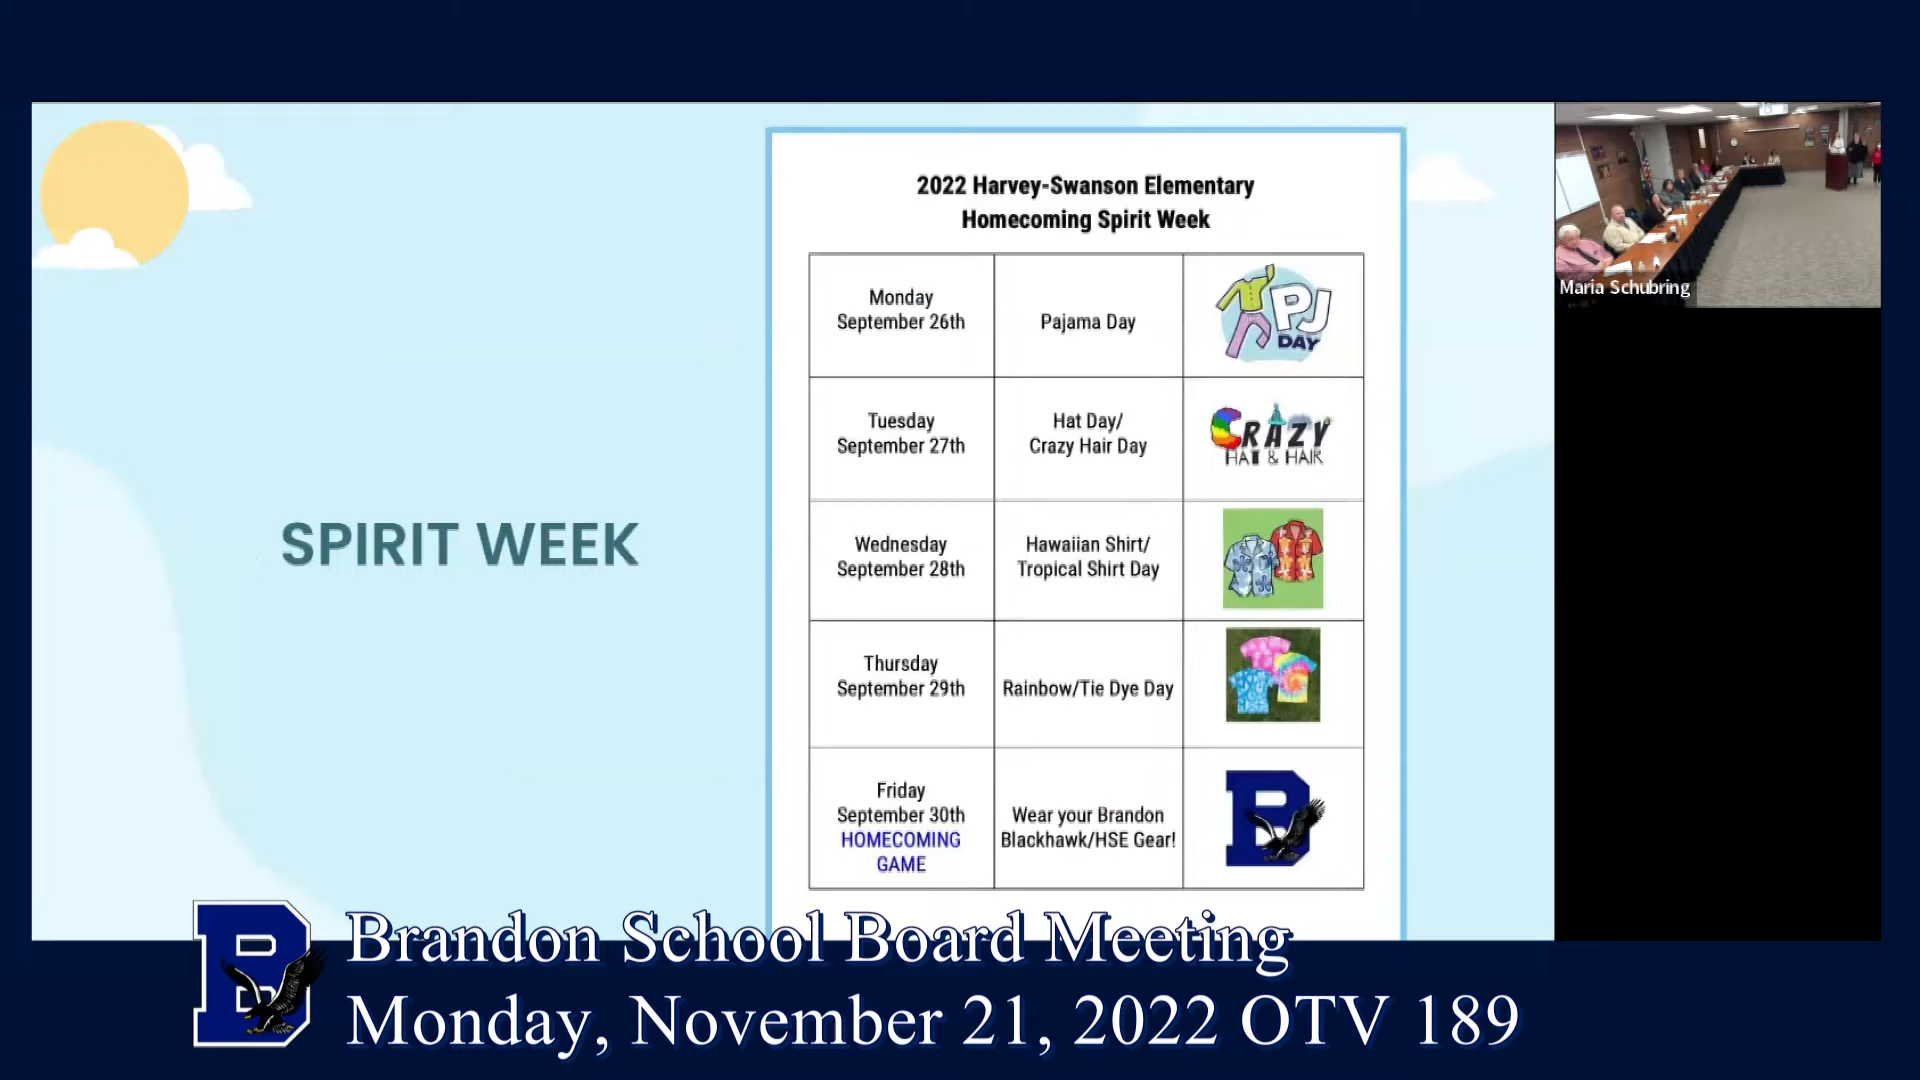 SPIRIT WEEK
2022 Harvey-Swanson Elementary
Homecoming Spirit Week
Monday
September 26th
Pajama Day
PJ
DAY
Tuesday
September 27th
Hat Day/
Crazy Hair Day
CRAZY
HAT & HAIR
Wednesday
September 28th
Hawaiian Shirt/
Tropical Shirt Day
Thursday
September 29th
Rainbow/Tie Dye Day
Friday
September 30th
HOMECOMING
GAME
Wear your Brandon
Blackhawk/HSE Gear!
B
Maria Schubring
B
Brandon School Board Meeting
Monday, November 21, 2022 OTV 189